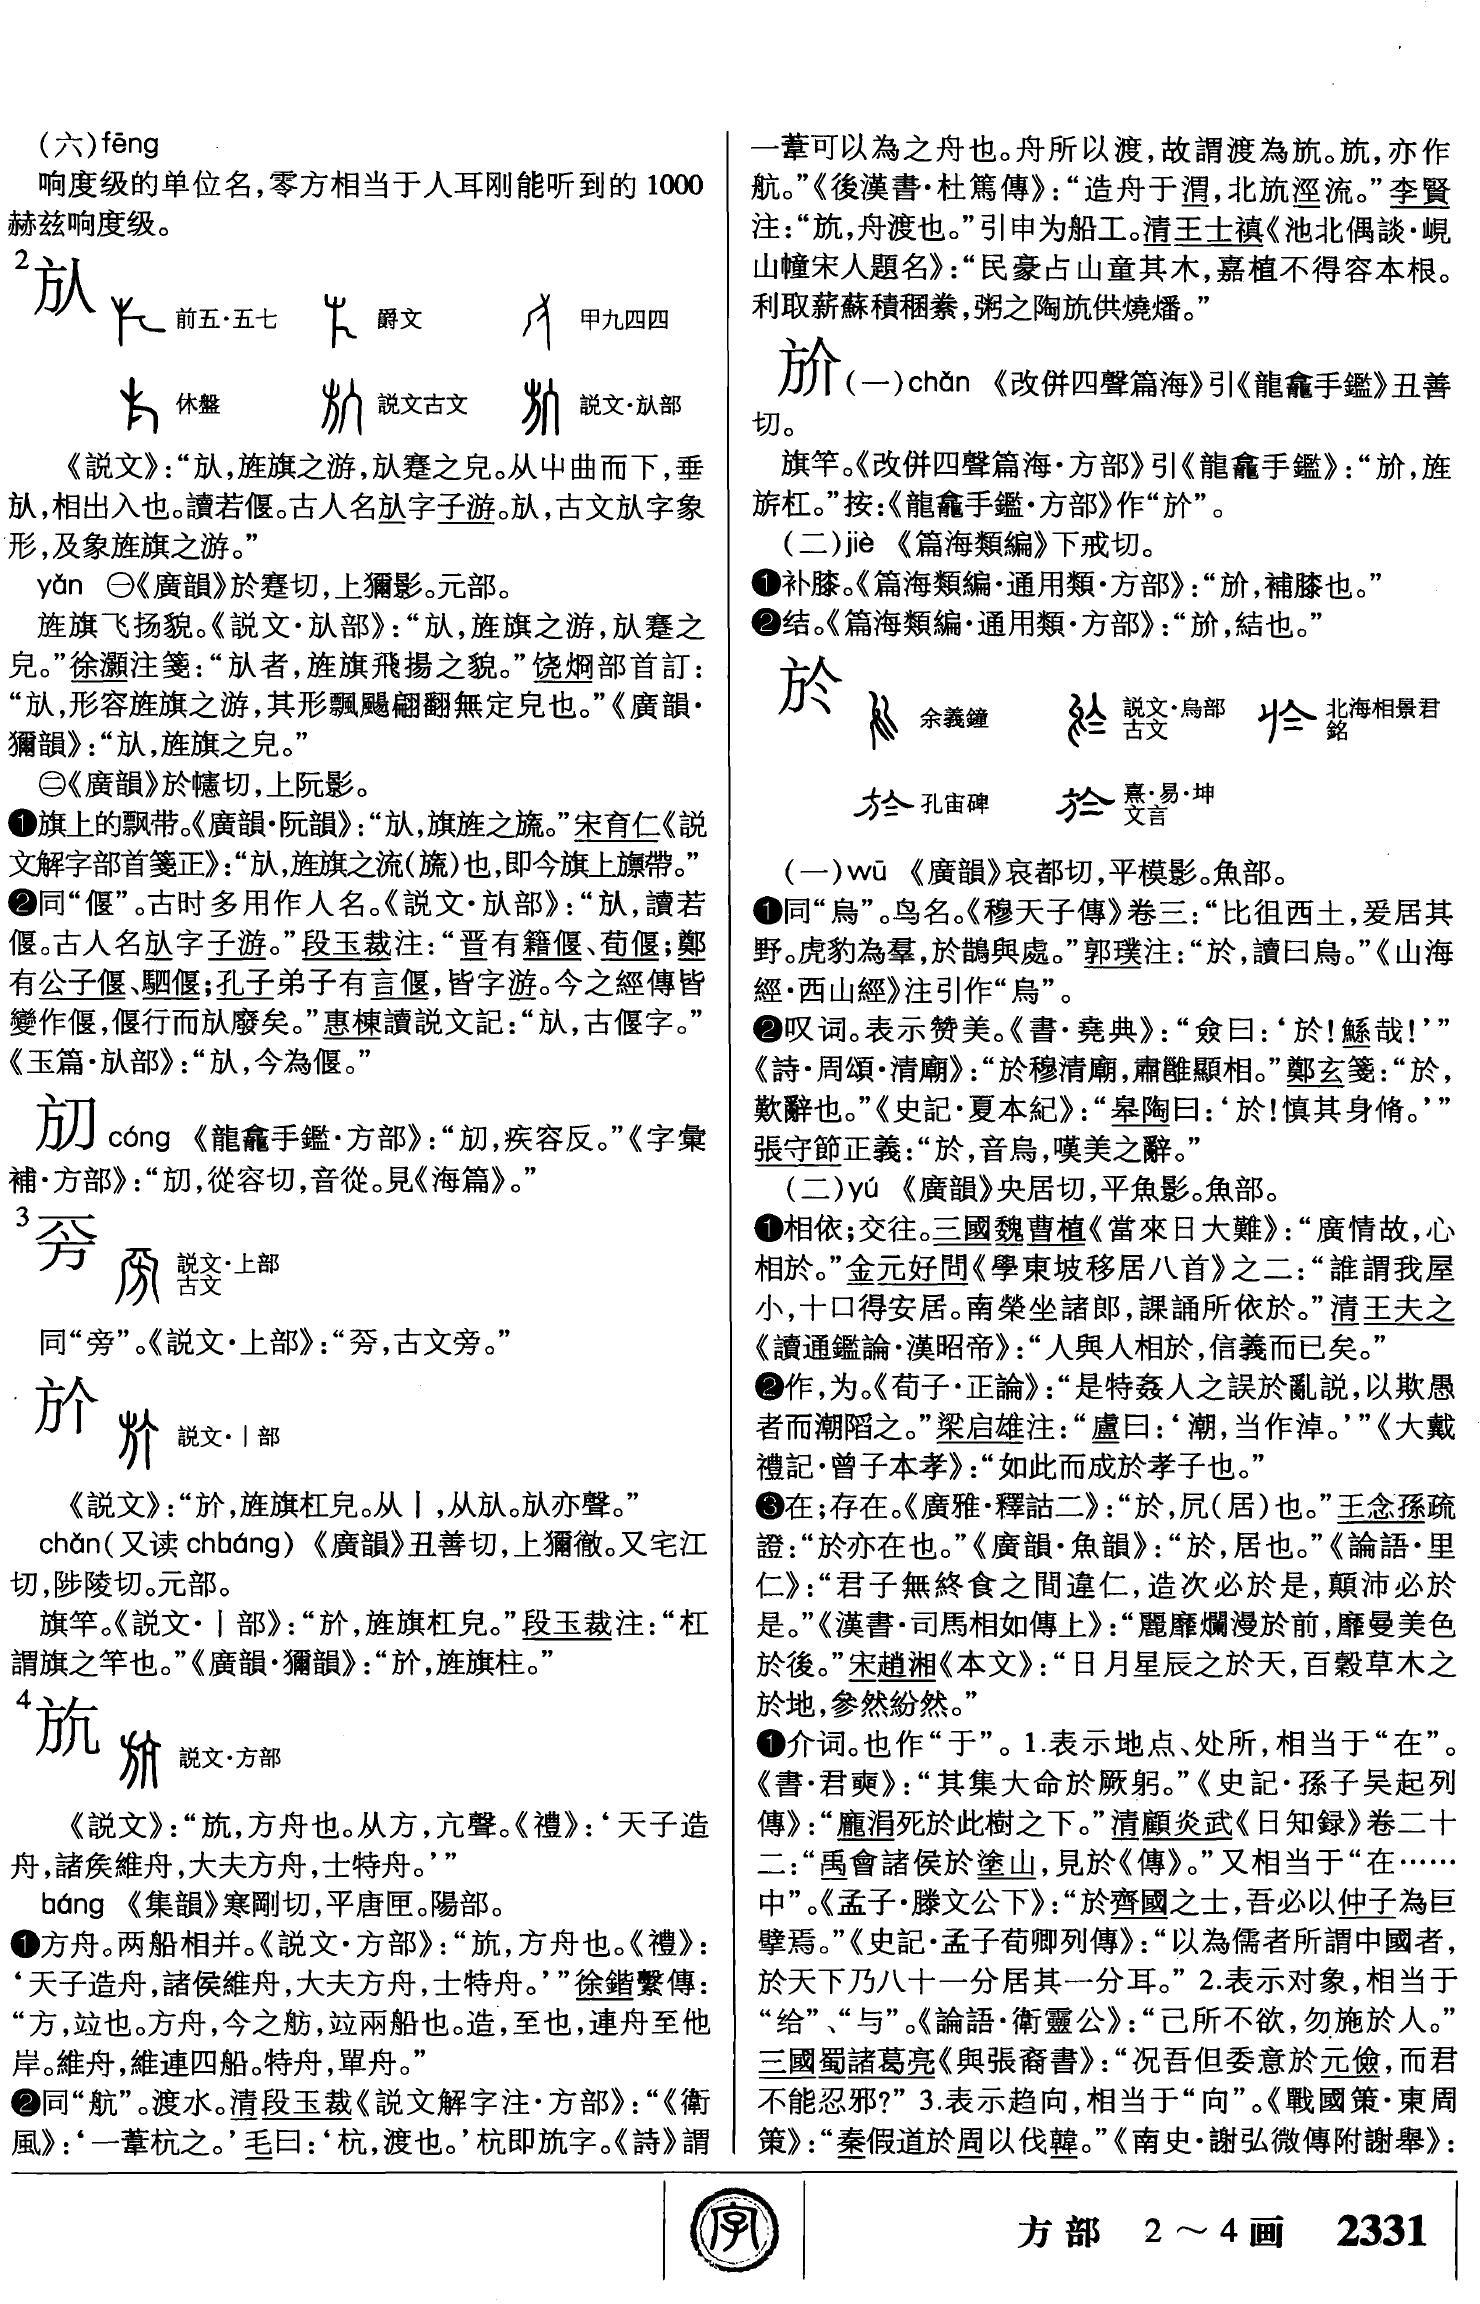 (六)fēng
响度级的单位名，零方相当于人耳刚能听到的1000
赫兹响度级。
2
㫃
前五·五七 爵文 甲九四四
休盤 説文古文 説文·㫃部
《説文》：“㫃，旌旗之游，㫃蹇之皃。从屮曲而下，垂
㫃，相出入也。讀若偃。古人名㫃字子游。㫃，古文㫃字象
形，及象旌旗之游。”
yǎn ㊀《廣韻》於蹇切，上獮影。元部。
旌旗飞扬貌。《説文·㫃部》：“㫃，旌旗之游，㫃蹇之
皃。”徐灝注箋：“㫃者，旌旗飛揚之貌。”饶炯部首訂：
“㫃，形容旌旗之游，其形飄颺翩翻無定皃也。”《廣韻·
獮韻》：“㫃，旌旗之皃。”
㊁《廣韻》於幰切，上阮影。
❶旗上的飘带。《廣韻·阮韻》：“㫃，旗旌之旒。”宋育仁《説
文解字部首箋正》：“㫃，旌旗之流(旒)也，即今旗上旚帶。”
❷同“偃”。古时多用作人名。《説文·㫃部》：“㫃，讀若
偃。古人名㫃字子游。”段玉裁注：“晋有籍偃、荀偃；鄭
有公子偃、駟偃；孔子弟子有言偃，皆字游。今之經傳皆
變作偃，偃行而㫃廢矣。”惠棟讀説文記：“㫃，古偃字。”
《玉篇·㫃部》：“㫃，今為偃。”
cóng 《龍龕手鑑·方部》：“，疾容反。”《字彙
補·方部》：“，從容切，音從。見《海篇》。”
3
㫄
説文·上部
古文
同“旁”。《説文·上部》：“㫄，古文旁。”
説文·丨部
《説文》：“，旌旗杠皃。从丨，从㫃。㫃亦聲。”
chǎn(又读chbáng) 《廣韻》丑善切，上獮徹。又宅江
切，陟陵切。元部。
旗竿。《説文·丨部》：“，旌旗杠皃。”段玉裁注：“杠
謂旗之竿也。”《廣韻·獮韻》：“，旌旗柱。”
4
斻
説文·方部
《説文》：“斻，方舟也。从方，亢聲。《禮》：‘天子造
舟，諸矦維舟，大夫方舟，士特舟。’”
báng 《集韻》寒剛切，平唐匣。陽部。
❶方舟。两船相并。《説文·方部》：“斻，方舟也。《禮》：
‘天子造舟，諸侯維舟，大夫方舟，士特舟。’”徐鍇繫傳：
“方，竝也。方舟，今之舫，竝兩船也。造，至也，連舟至他
岸。維舟，維連四船。特舟，單舟。”
❷同“航”。渡水。清段玉裁《説文解字注·方部》：“《衛
風》：‘一葦杭之。’毛曰：‘杭，渡也。’杭即斻字。《詩》謂
一葦可以為之舟也。舟所以渡，故謂渡為斻。斻，亦作
航。”《後漢書·杜篤傳》：“造舟于渭，北斻涇流。”李賢
注：“斻，舟渡也。”引申为船工。清王士禛《池北偶談·峴
山幢宋人題名》：“民豪占山童其木，嘉植不得容本根。
利取薪蘇積稇絭，粥之陶斻供燒燔。”
(一)chǎn 《改併四聲篇海》引《龍龕手鑑》丑善
切。
旗竿。《改併四聲篇海·方部》引《龍龕手鑑》：“，旌
旂杠。”按：《龍龕手鑑·方部》作“”。
(二)jiè 《篇海類編》下戒切。
❶补膝。《篇海類編·通用類·方部》：“，補膝也。”
❷结。《篇海類編·通用類·方部》：“，結也。”
於
余義鐘 説文·烏部古文 北海相景君銘
孔宙碑 熹·易·坤文言
(一)wū 《廣韻》哀都切，平模影。魚部。
❶同“烏”。鸟名。《穆天子傳》卷三：“比徂西土，爰居其
野。虎豹為羣，於鵲與處。”郭璞注：“於，讀曰烏。”《山海
經·西山經》注引作“烏”。
❷叹词。表示赞美。《書·堯典》：“僉曰：‘於！鯀哉！’”
《詩·周頌·清廟》：“於穆清廟，肅雝顯相。”鄭玄箋：“於，
歎辭也。”《史記·夏本紀》：“皋陶曰：‘於！慎其身脩。’”
張守節正義：“於，音烏，嘆美之辭。”
(二)yú 《廣韻》央居切，平魚影。魚部。
❶相依；交往。三國魏曹植《當來日大難》：“廣情故，心
相於。”金元好問《學東坡移居八首》之二：“誰謂我屋
小，十口得安居。南榮坐諸郎，課誦所依於。”清王夫之
《讀通鑑論·漢昭帝》：“人與人相於，信義而已矣。”
❷作，为。《荀子·正論》：“是特姦人之誤於亂説，以欺愚
者而潮陷之。”梁启雄注：“盧曰：‘潮，当作淖。’”《大戴
禮記·曾子本孝》：“如此而成於孝子也。”
❸在；存在。《廣雅·釋詁二》：“於，凥(居)也。”王念孫疏
證：“於亦在也。”《廣韻·魚韻》：“於，居也。”《論語·里
仁》：“君子無終食之間違仁，造次必於是，顛沛必於
是。”《漢書·司馬相如傳上》：“麗靡爛漫於前，靡曼美色
於後。”宋趙湘《本文》：“日月星辰之於天，百穀草木之
於地，參然紛然。”
❶介词。也作“于”。1.表示地点、处所，相当于“在”。
《書·君奭》：“其集大命於厥躬。”《史記·孫子吴起列
傳》：“龐涓死於此樹之下。”清顧炎武《日知録》卷二十
二：“禹會諸侯於塗山，見於《傳》。”又相当于“在……
中”。《孟子·滕文公下》：“於齊國之士，吾必以仲子為巨
擘焉。”《史記·孟子荀卿列傳》：“以為儒者所謂中國者，
於天下乃八十一分居其一分耳。”2.表示对象，相当于
“给”、“与”。《論語·衛靈公》：“己所不欲，勿施於人。”
三國蜀諸葛亮《與張裔書》：“况吾但委意於元儉，而君
不能忍邪?”3.表示趋向，相当于“向”。《戰國策·東周
策》：“秦假道於周以伐韓。”《南史·謝弘微傳附謝舉》：
字
方部 2～4画 2331